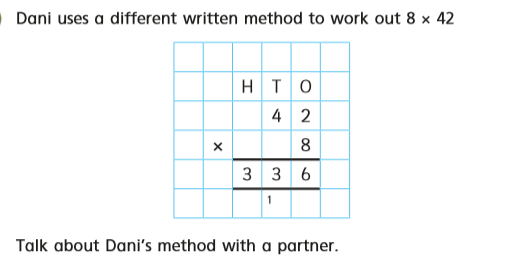 Dani uses a different written method to work out 8 × 42
H T O
4 2
× 8
3 3 6
1
Talk about Dani's method with a partner.